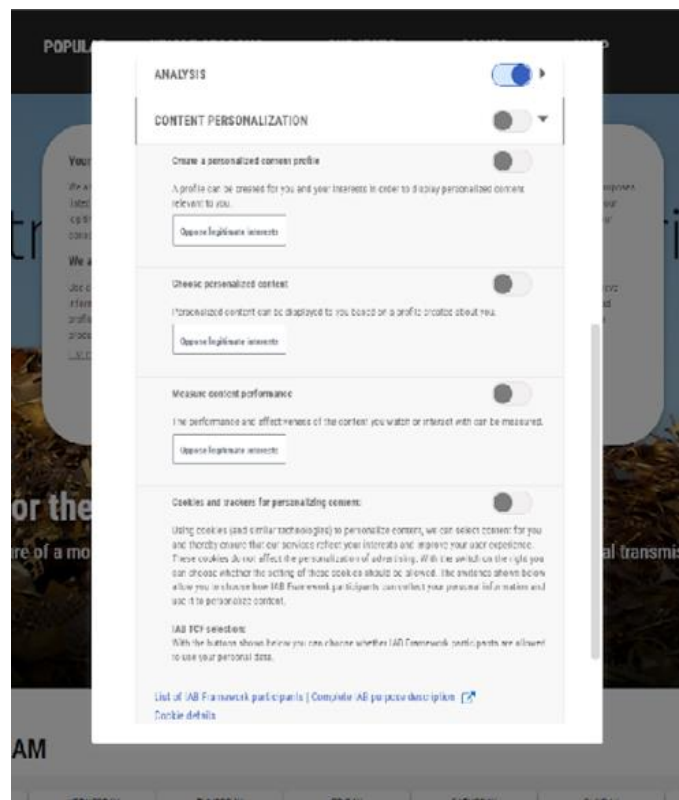 POPULA
ANALYSIS
CONTENT PERSONALIZATION
Create a personalized content profile
A profile can be created for you and your interests in order to display personalized content
relevant to you.
Oppose legitimate interests
Choose personalized content
Personalized content can be displayed to you based on a profile created about you.
Oppose legitimate interests
Measure content performance
The performance and effectiveness of the content you watch or interact with can be measured.
Oppose legitimate interests
Cookies and trackers for personalizing content:
Using cookies (and similar technologies) to personalize content, we can select content for you
and thereby ensure that our services reflect your interests and improve your user experience.
These cookies do not affect the personalization of advertising. With the switch on the right you
can choose whether the setting of these cookies should be allowed. The switches shown below
allow you to choose how IAB Framework participants can collect your personal information and
use it to personalize content.
IAB TCF selection:
With the buttons shown below you can choose whether IAB Framework participants are allowed
to use your personal data.
List of IAB Framework participants | Complete IAB purpose description
Cookie details
Your
We a
or the
re of a mo
al transmis
AM